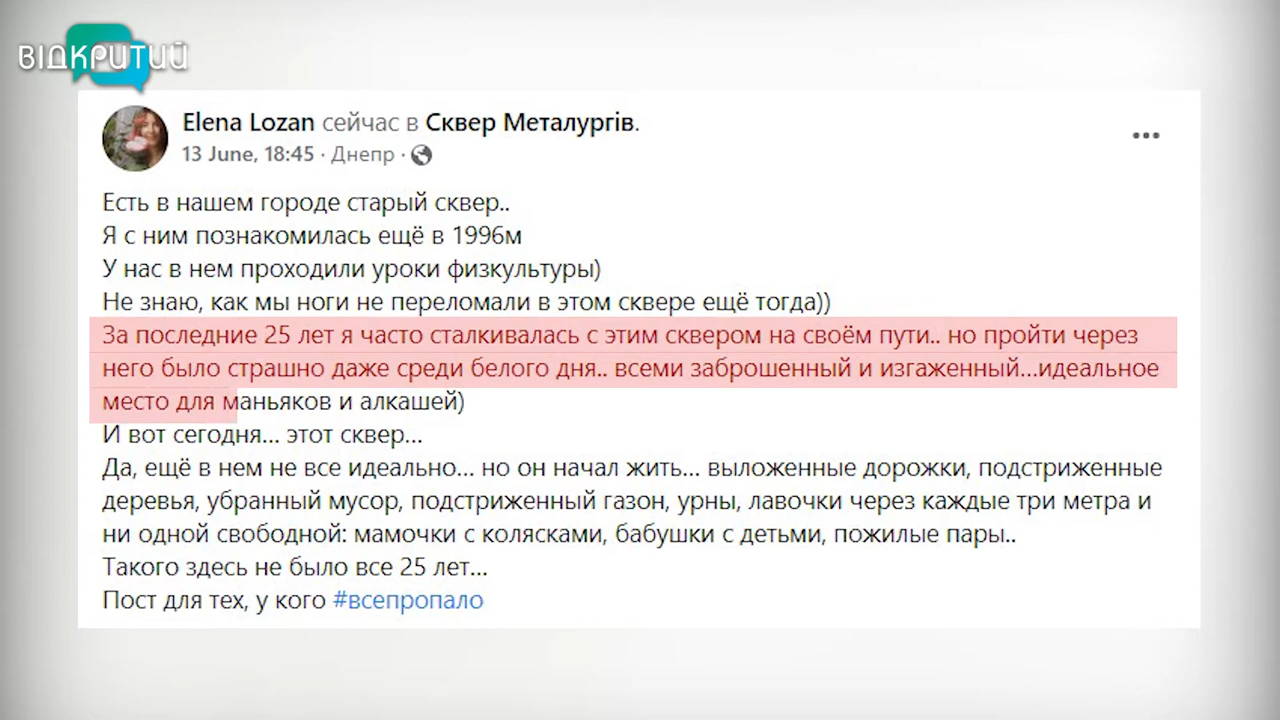 ВІДКРИТИЙ
Elena Lozan сейчас в Сквер Металургів.
13 June, 18:45 · Днепр ·
Есть в нашем городе старый сквер..
Я с ним познакомилась ещё в 1996м
У нас в нем проходили уроки физкультуры)
Не знаю, как мы ноги не переломали в этом сквере ещё тогда))
За последние 25 лет я часто сталкивалась с этим сквером на своём пути.. но пройти через
него было страшно даже среди белого дня.. всеми заброшенный и изгаженный...идеальное
место для маньяков и алкашей)
И вот сегодня... этот сквер...
Да, ещё в нем не все идеально... но он начал жить... выложенные дорожки, подстриженные
деревья, убранный мусор, подстриженный газон, урны, лавочки через каждые три метра и
ни одной свободной: мамочки с колясками, бабушки с детьми, пожилые пары..
Такого здесь не было все 25 лет...
Пост для тех, у кого #всепропало